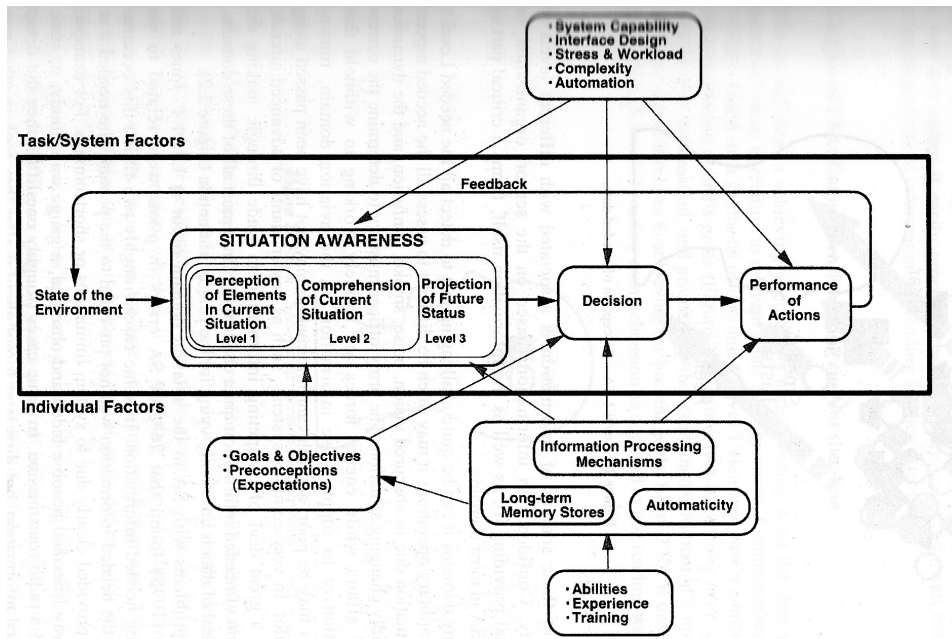 · System Capability
· Interface Design
· Stress & Workload
· Complexity
· Automation
Task/System Factors
Feedback
SITUATION AWARENESS
State of the
Environment
Perception
of Elements
In Current
Situation
Level 1
Comprehension
of Current
Situation
Level 2
Projection
of Future
Status
Level 3
Decision
Performance
of
Actions
Individual Factors
· Goals & Objectives
· Preconceptions
(Expectations)
Information Processing
Mechanisms
Long-term
Memory Stores
Automaticity
· Abilities
· Experience
· Training